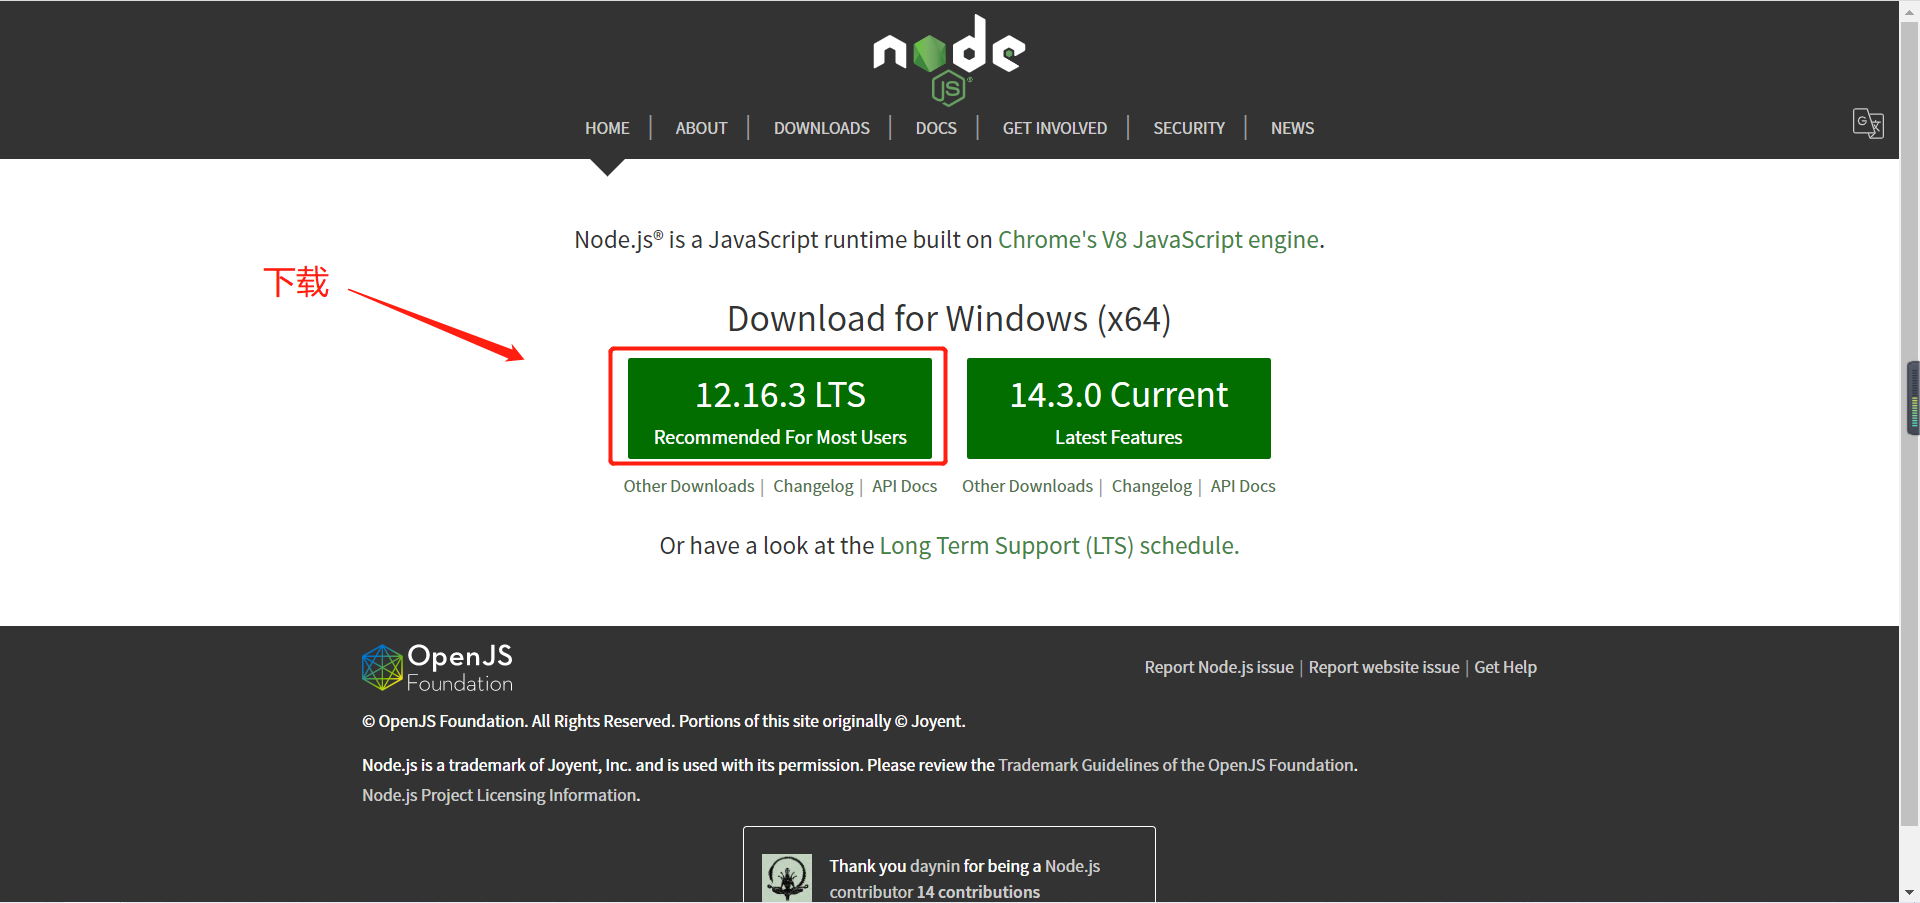 node
JS
HOME | ABOUT | DOWNLOADS | DOCS | GET INVOLVED | SECURITY | NEWS
Node.js® is a JavaScript runtime built on Chrome's V8 JavaScript engine.
下载
Download for Windows (x64)
12.16.3 LTS
Recommended For Most Users
14.3.0 Current
Latest Features
Other Downloads | Changelog | API Docs
Other Downloads | Changelog | API Docs
Or have a look at the Long Term Support (LTS) schedule.
OpenJS
Foundation
Report Node.js issue | Report website issue | Get Help
© OpenJS Foundation. All Rights Reserved. Portions of this site originally © Joyent.
Node.js is a trademark of Joyent, Inc. and is used with its permission. Please review the Trademark Guidelines of the OpenJS Foundation.
Node.js Project Licensing Information.
Thank you daynin for being a Node.js
contributor 14 contributions